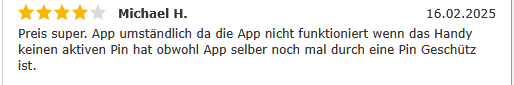 Michael H. 16.02.2025
Preis super. App umständlich da die App nicht funktioniert wenn das Handy
keinen aktiven Pin hat obwohl App selber noch mal durch eine Pin Geschütz
ist.